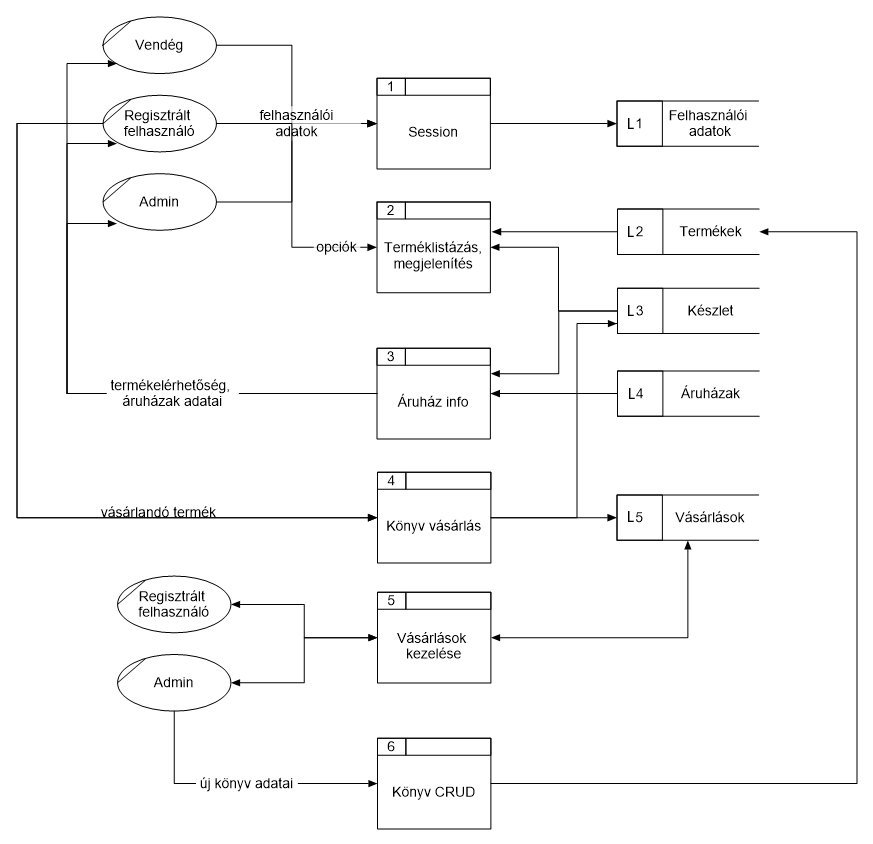 Vendég
Regisztrált
felhasználó
felhasználói
adatok
1
Session
L1
Felhasználói
adatok
Admin
2
Terméklistázás,
megjelenítés
opciók
L2
Termékek
L3
Készlet
3
Áruház info
termékelérhetőség,
áruházak adatai
L4
Áruházak
4
Könyv vásárlás
vásárlandó termék
L5
Vásárlások
Regisztrált
felhasználó
5
Vásárlások
kezelése
Admin
6
Könyv CRUD
új könyv adatai